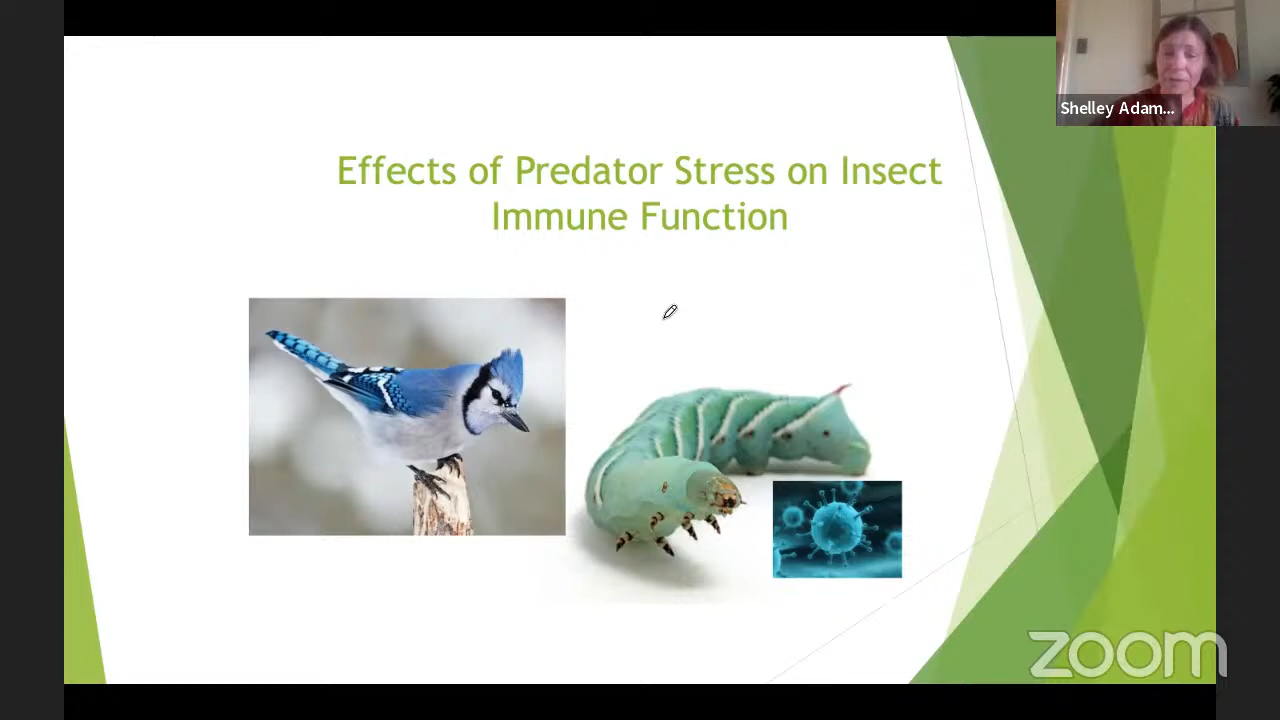 Shelley Adam...
Effects of Predator Stress on Insect
Immune Function
zoom